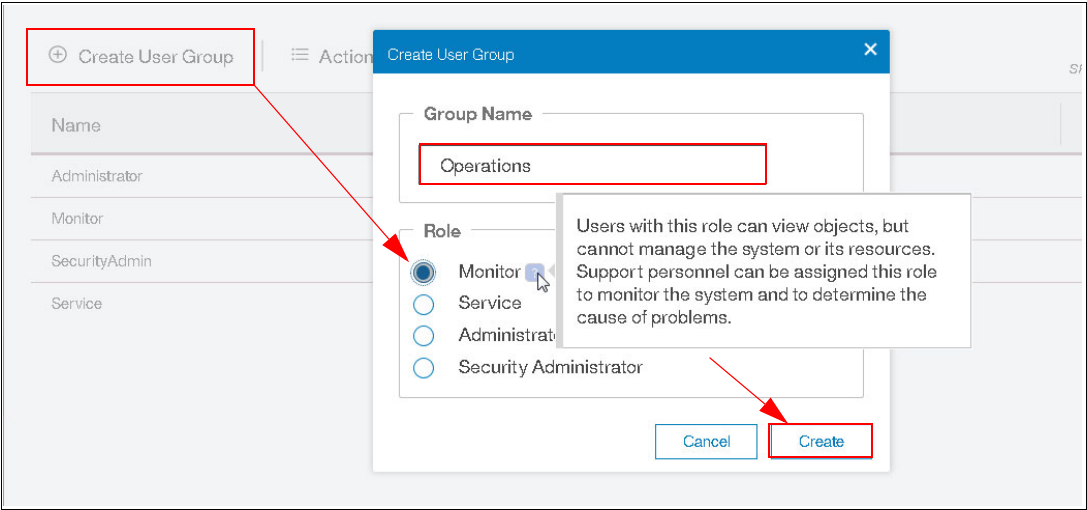 Create User Group
Action
Create User Group
Name
Administrator
Monitor
SecurityAdmin
Service
Group Name
Operations
Role
Monitor
Service
Administrat
Security Administrator
Users with this role can view objects, but
cannot manage the system or its resources.
Support personnel can be assigned this role
to monitor the system and to determine the
cause of problems.
Cancel
Create